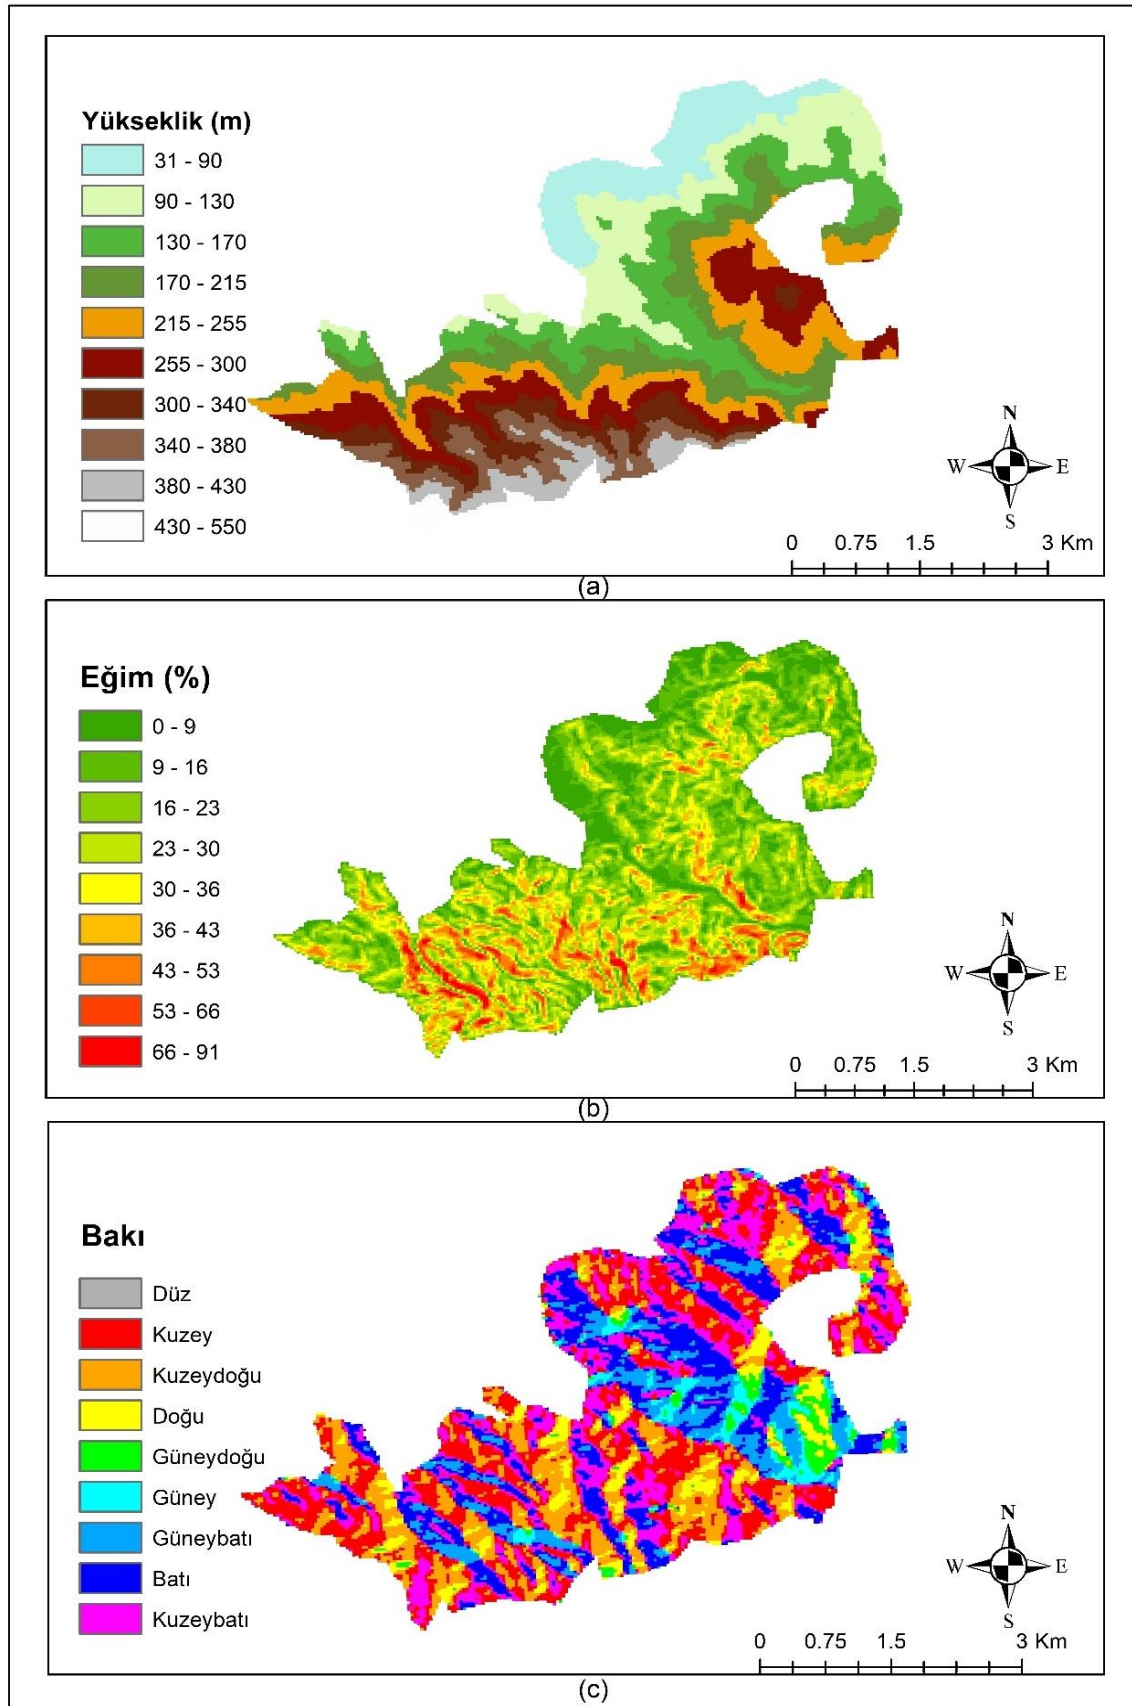 Yükseklik (m)
31 - 90
90 - 130
130 - 170
170 - 215
215 - 255
255 - 300
300 - 340
340 - 380
380 - 430
430 - 550
N
W E
S
0 0.75 1.5 3 Km
(a)
Eğim (%)
0 - 9
9 - 16
16 - 23
23 - 30
30 - 36
36 - 43
43 - 53
53 - 66
66 - 91
N
W E
S
0 0.75 1.5 3 Km
(b)
Bakı
Düz
Kuzey
Kuzeydoğu
Doğu
Güneydoğu
Güney
Güneybatı
Batı
Kuzeybatı
N
W E
S
0 0.75 1.5 3 Km
(c)